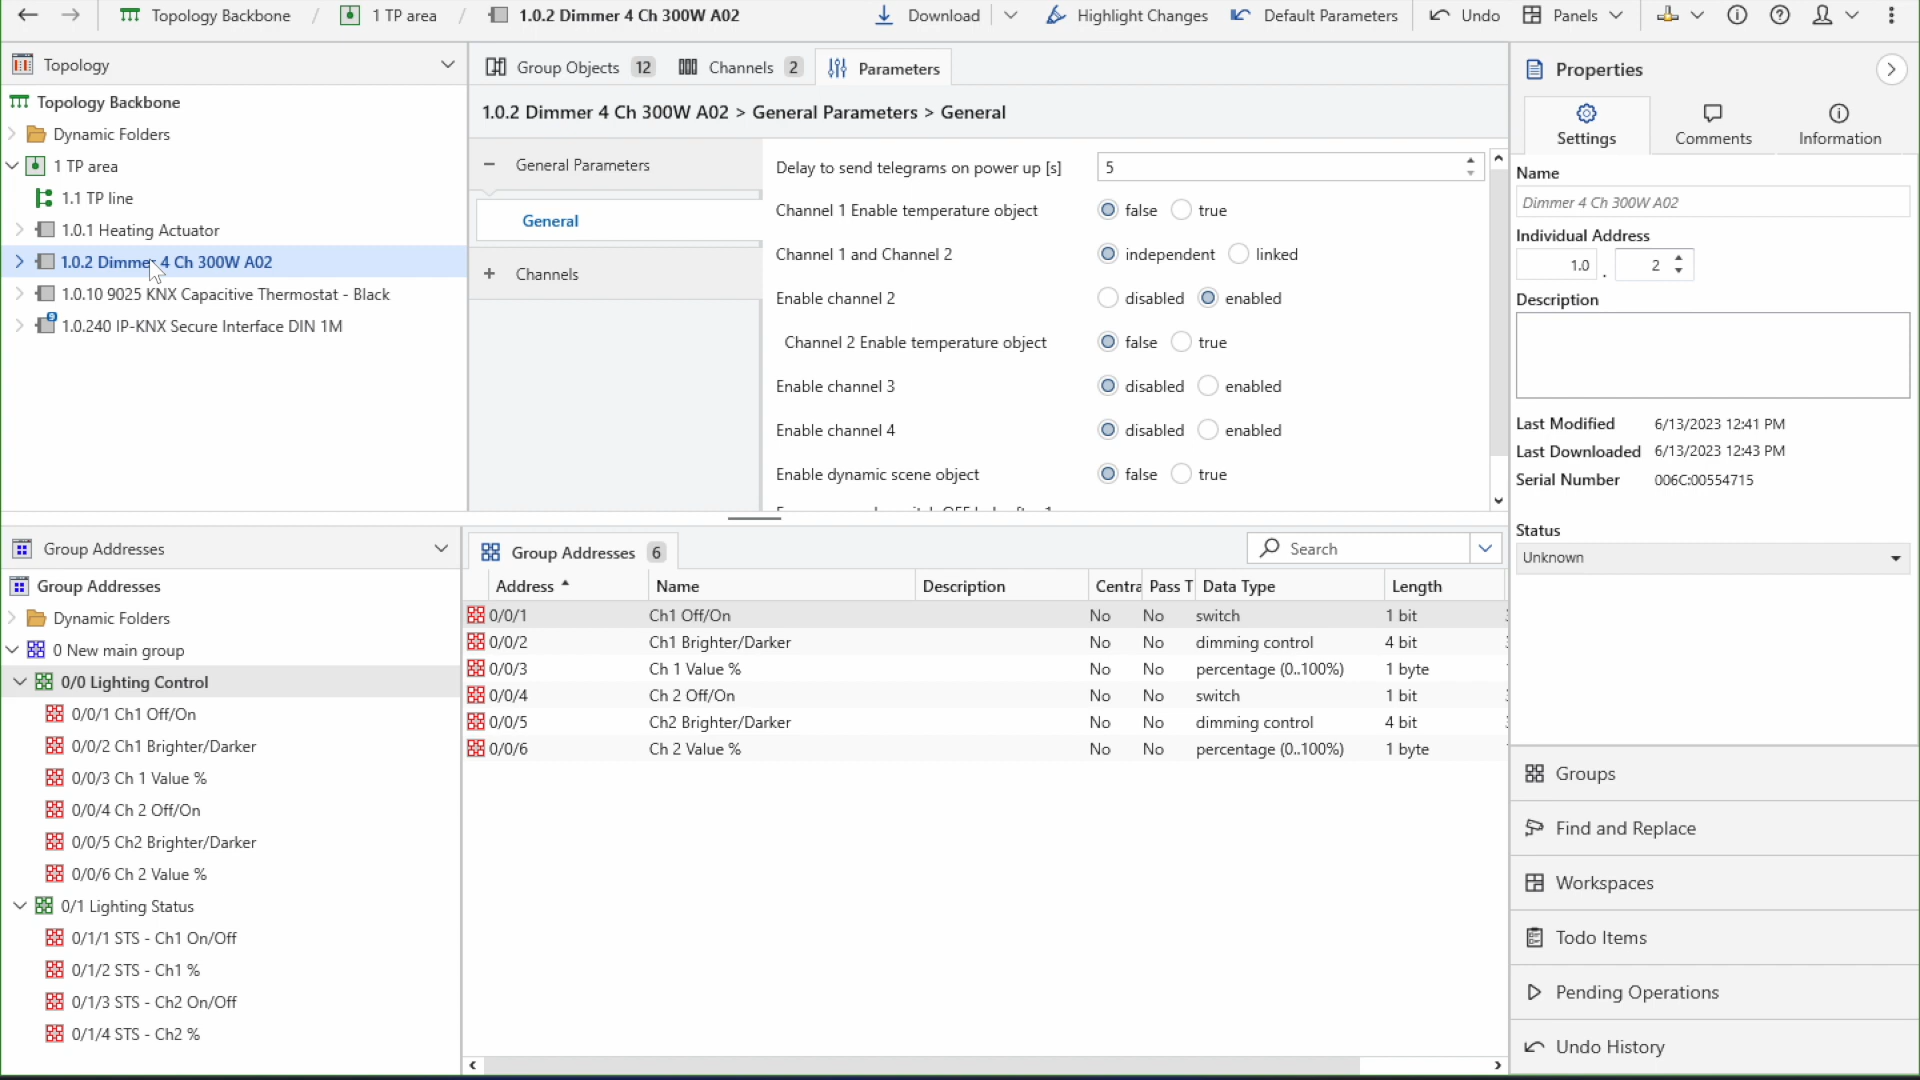 Topology Backbone / 1 TP area / 1.0.2 Dimmer 4 Ch 300W A02
Download Highlight Changes Default Parameters Undo Panels
Topology
Topology Backbone
Dynamic Folders
1 TP area
1.1 TP line
1.0.1 Heating Actuator
1.0.2 Dimmer 4 Ch 300W A02
1.0.10 9025 KNX Capacitive Thermostat - Black
1.0.240 IP-KNX Secure Interface DIN 1M
Group Objects 12 Channels 2 Parameters
1.0.2 Dimmer 4 Ch 300W A02 > General Parameters > General
General Parameters
General
Channels
Delay to send telegrams on power up [s] 5
Channel 1 Enable temperature object false true
Channel 1 and Channel 2 independent linked
Enable channel 2 disabled enabled
Channel 2 Enable temperature object false true
Enable channel 3 disabled enabled
Enable channel 4 disabled enabled
Enable dynamic scene object false true
Properties
Settings Comments Information
Name
Dimmer 4 Ch 300W A02
Individual Address
1.0 . 2
Description
Last Modified 6/13/2023 12:41 PM
Last Downloaded 6/13/2023 12:43 PM
Serial Number 006C:00554715
Status
Unknown
Groups
Find and Replace
Workspaces
Todo Items
Pending Operations
Undo History
Group Addresses
Group Addresses
Dynamic Folders
0 New main group
0/0 Lighting Control
0/0/1 Ch1 Off/On
0/0/2 Ch1 Brighter/Darker
0/0/3 Ch 1 Value %
0/0/4 Ch 2 Off/On
0/0/5 Ch2 Brighter/Darker
0/0/6 Ch 2 Value %
0/1 Lighting Status
0/1/1 STS - Ch1 On/Off
0/1/2 STS - Ch1 %
0/1/3 STS - Ch2 On/Off
0/1/4 STS - Ch2 %
Group Addresses 6 Search
Address Name Description Centra Pass T Data Type Length
0/0/1 Ch1 Off/On No No switch 1 bit
0/0/2 Ch1 Brighter/Darker No No dimming control 4 bit
0/0/3 Ch 1 Value % No No percentage (0..100%) 1 byte
0/0/4 Ch 2 Off/On No No switch 1 bit
0/0/5 Ch2 Brighter/Darker No No dimming control 4 bit
0/0/6 Ch 2 Value % No No percentage (0..100%) 1 byte